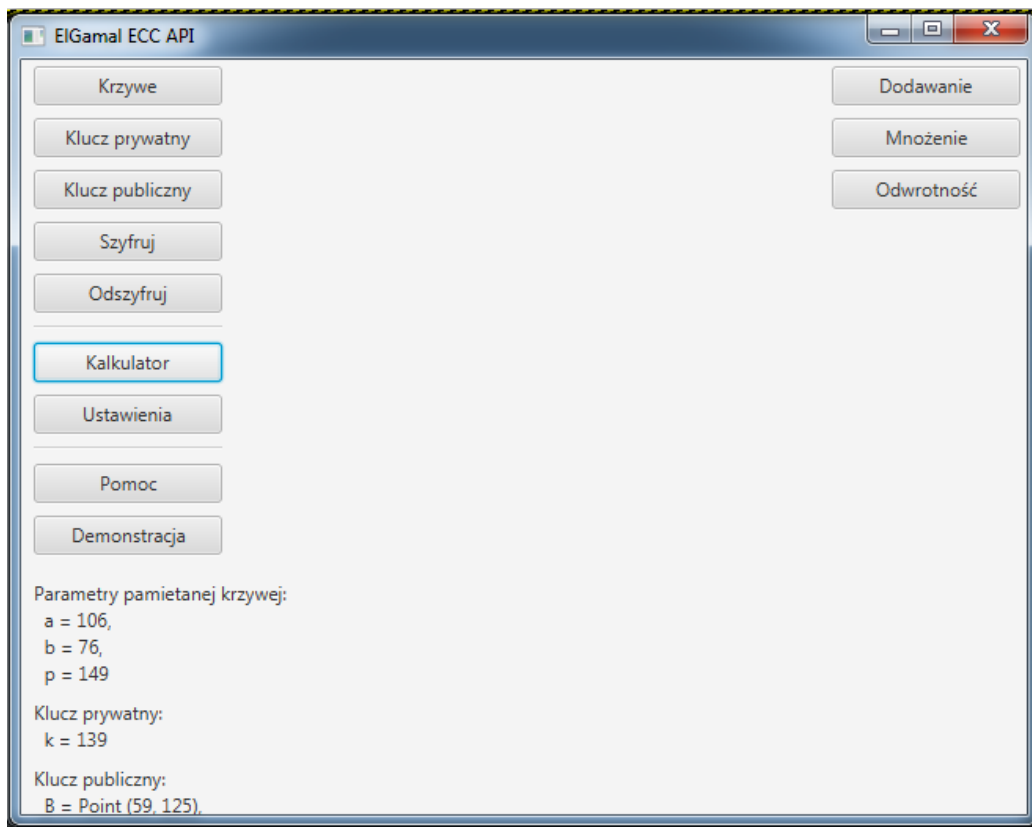 ElGamal ECC API
Krzywe
Klucz prywatny
Klucz publiczny
Szyfruj
Odszyfruj
Kalkulator
Ustawienia
Pomoc
Demonstracja
Dodawanie
Mnożenie
Odwrotność
Parametry pamietanej krzywej:
a = 106,
b = 76,
p = 149
Klucz prywatny:
k = 139
Klucz publiczny:
B = Point (59, 125),